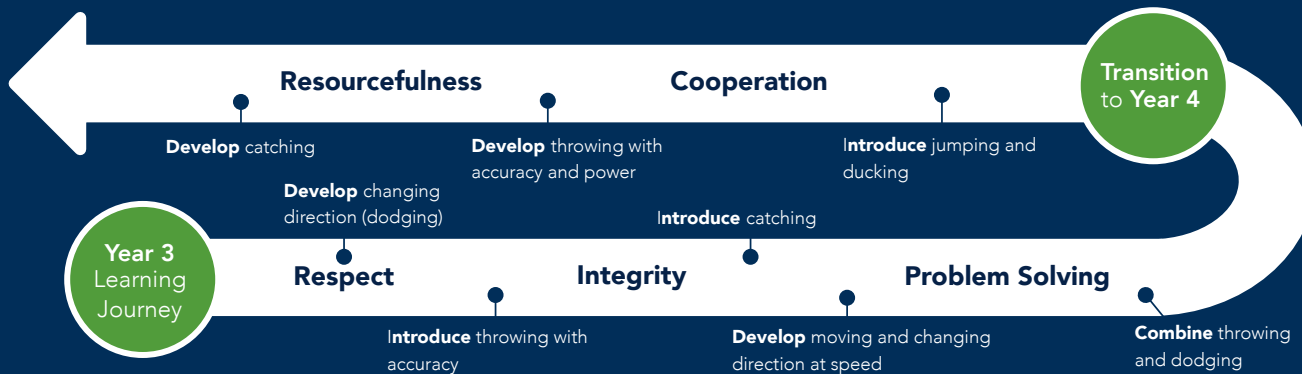 Resourcefulness
Cooperation
Transition
to Year 4
Develop catching
Develop throwing with
accuracy and power
Introduce jumping and
ducking
Develop changing
direction (dodging)
Introduce catching
Year 3
Learning
Journey
Respect
Integrity
Problem Solving
Introduce throwing with
accuracy
Develop moving and changing
direction at speed
Combine throwing
and dodging